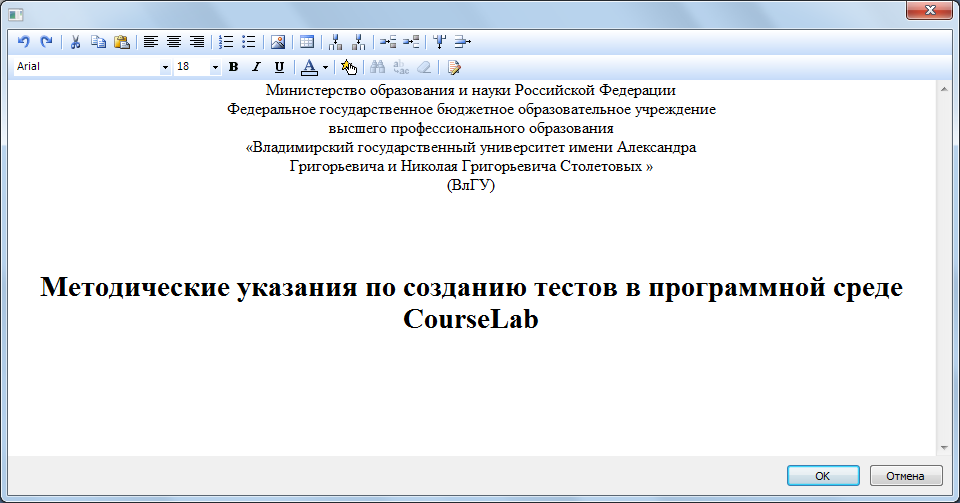 Arial
18
B
I
U
A
Министерство образования и науки Российской Федерации
Федеральное государственное бюджетное образовательное учреждение
высшего профессионального образования
«Владимирский государственный университет имени Александра
Григорьевича и Николая Григорьевича Столетовых »
(ВлГУ)
Методические указания по созданию тестов в программной среде
CourseLab
OK
Отмена